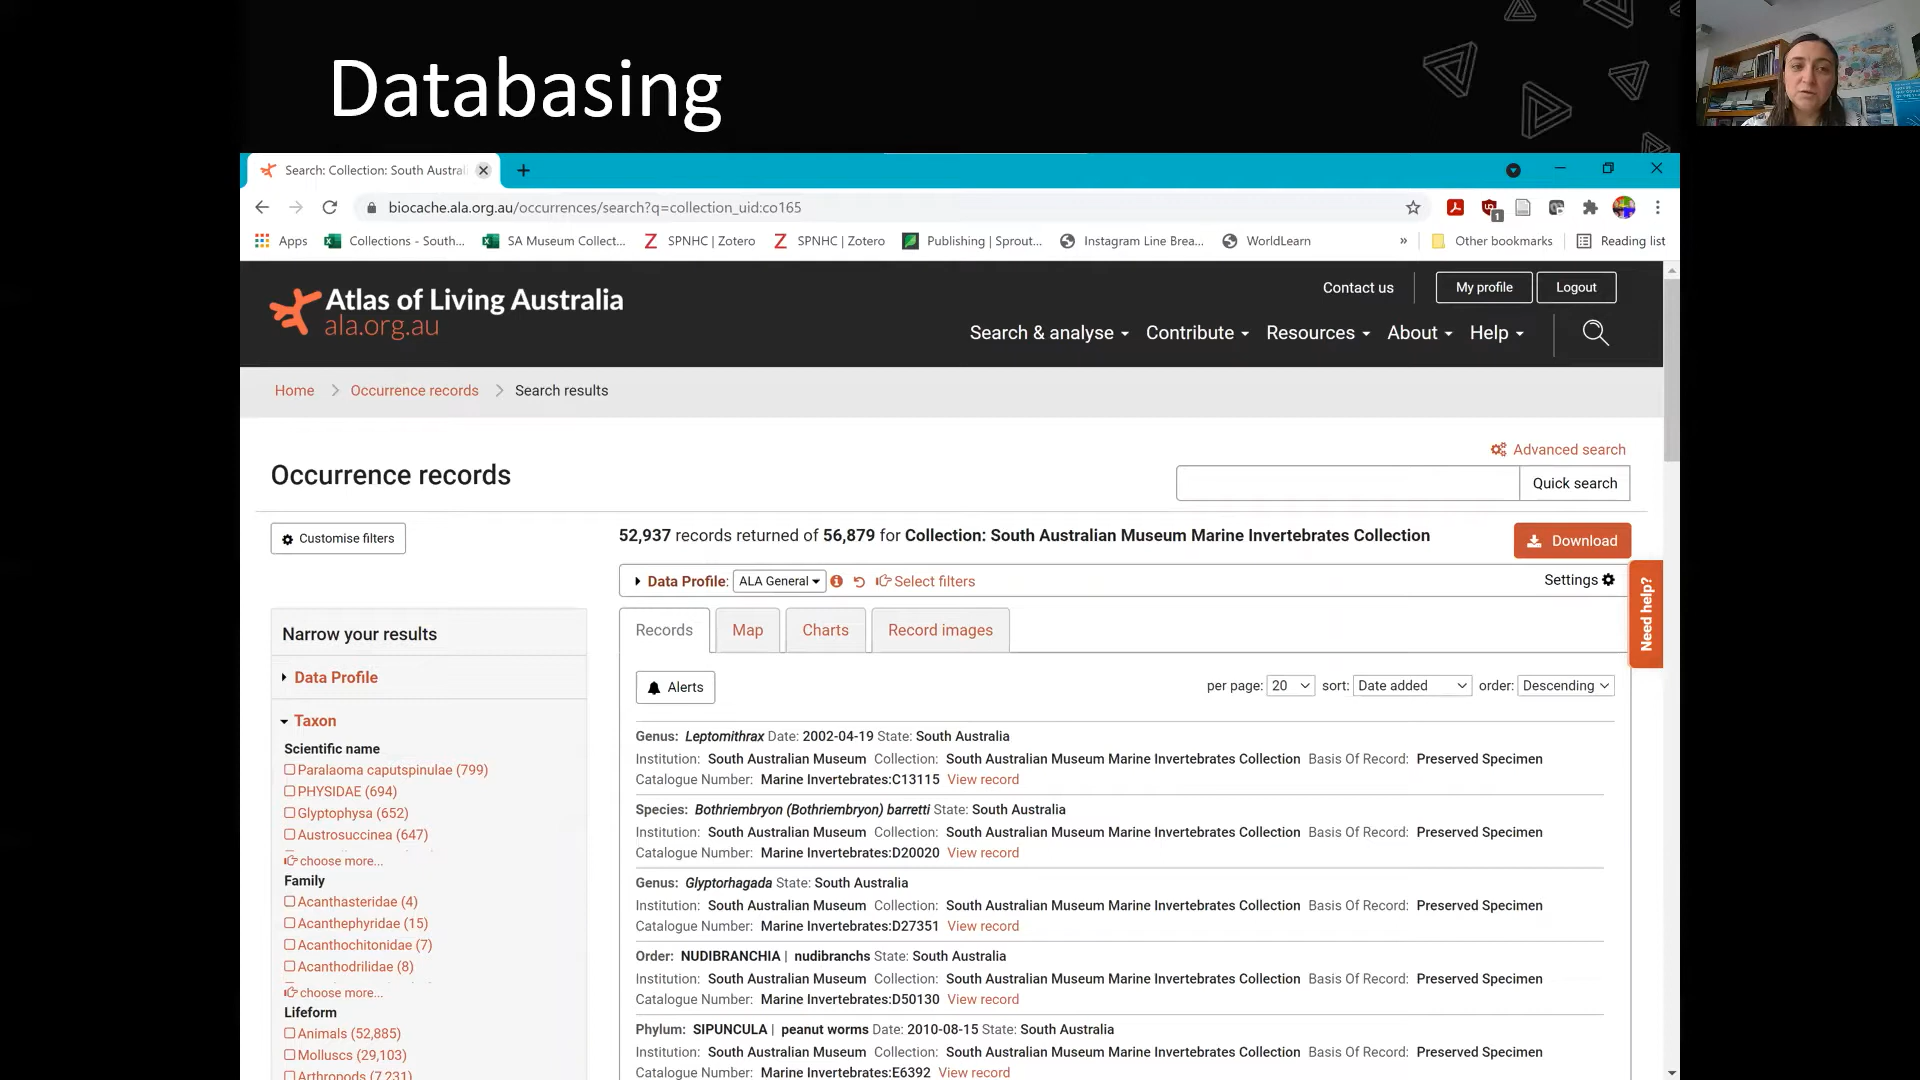 Databasing
Search: Collection: South Austral
biocache.ala.org.au/occurrences/search?q=collection_uid:co165
1
Apps Collections - South... SA Museum Collect... SPNHC | Zotero SPNHC | Zotero Publishing | Sprout... Instagram Line Brea... WorldLearn » Other bookmarks Reading list
Atlas of Living Australia
ala.org.au
Contact us My profile Logout
Search & analyse Contribute Resources About Help
Home Occurrence records Search results
Advanced search
Occurrence records
Quick search
Customise filters
52,937 records returned of 56,879 for Collection: South Australian Museum Marine Invertebrates Collection
Download
Data Profile: ALA General Select filters Settings
Need help?
Records Map Charts Record images
Narrow your results
Data Profile
Taxon
Scientific name
Paralaoma caputspinulae (799)
PHYSIDAE (694)
Glyptophysa (652)
Austrosuccinea (647)
choose more...
Family
Acanthasteridae (4)
Acanthephyridae (15)
Acanthochitonidae (7)
Acanthodrilidae (8)
choose more...
Lifeform
Animals (52,885)
Molluscs (29,103)
Arthropods (7,231)
Alerts
per page: 20 sort: Date added order: Descending
Genus: Leptomithrax Date: 2002-04-19 State: South Australia
Institution: South Australian Museum Collection: South Australian Museum Marine Invertebrates Collection Basis Of Record: Preserved Specimen
Catalogue Number: Marine Invertebrates:C13115 View record
Species: Bothriembryon (Bothriembryon) barretti State: South Australia
Institution: South Australian Museum Collection: South Australian Museum Marine Invertebrates Collection Basis Of Record: Preserved Specimen
Catalogue Number: Marine Invertebrates:D20020 View record
Genus: Glyptorhagada State: South Australia
Institution: South Australian Museum Collection: South Australian Museum Marine Invertebrates Collection Basis Of Record: Preserved Specimen
Catalogue Number: Marine Invertebrates:D27351 View record
Order: NUDIBRANCHIA | nudibranchs State: South Australia
Institution: South Australian Museum Collection: South Australian Museum Marine Invertebrates Collection Basis Of Record: Preserved Specimen
Catalogue Number: Marine Invertebrates:D50130 View record
Phylum: SIPUNCULA | peanut worms Date: 2010-08-15 State: South Australia
Institution: South Australian Museum Collection: South Australian Museum Marine Invertebrates Collection Basis Of Record: Preserved Specimen
Catalogue Number: Marine Invertebrates:E6392 View record